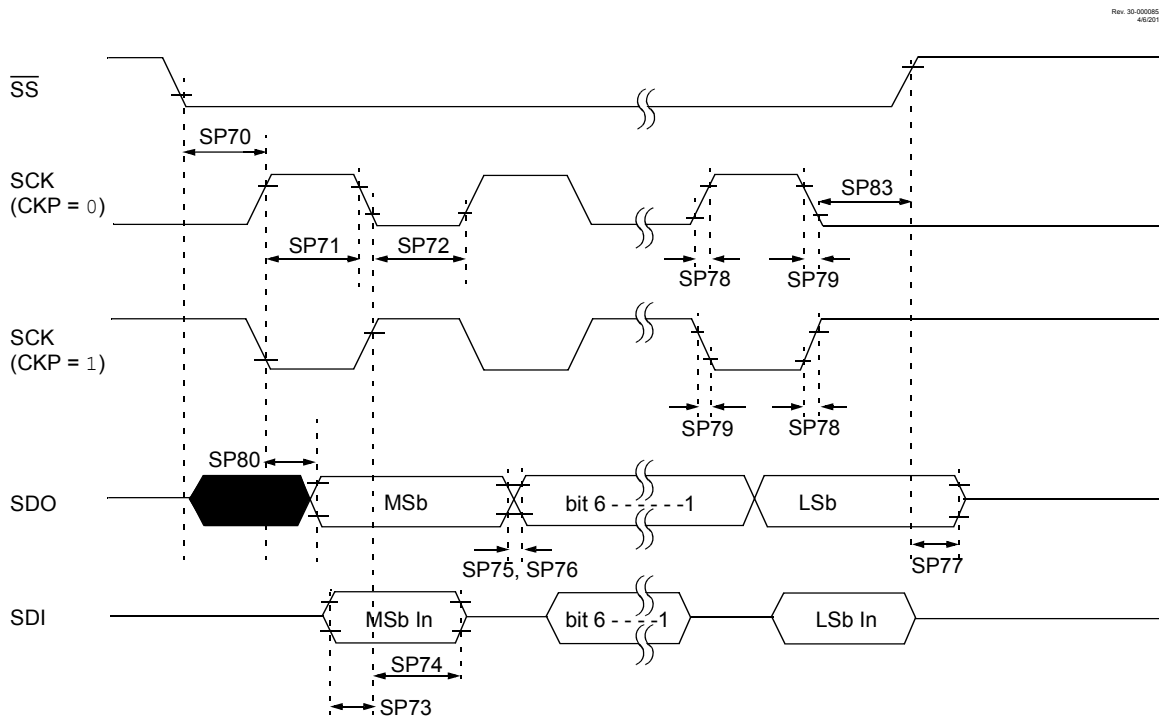 Rev. 30-000085
4/6/201
SS
SP70
SCK
(CKP = 0)
SP83
SP71
SP72
SP78
SP79
SCK
(CKP = 1)
SP79
SP78
SP80
SDO
MSb
bit 6 - - - - - -1
LSb
SP75, SP76
SP77
SDI
MSb In
bit 6 - - - - -1
LSb In
SP74
SP73